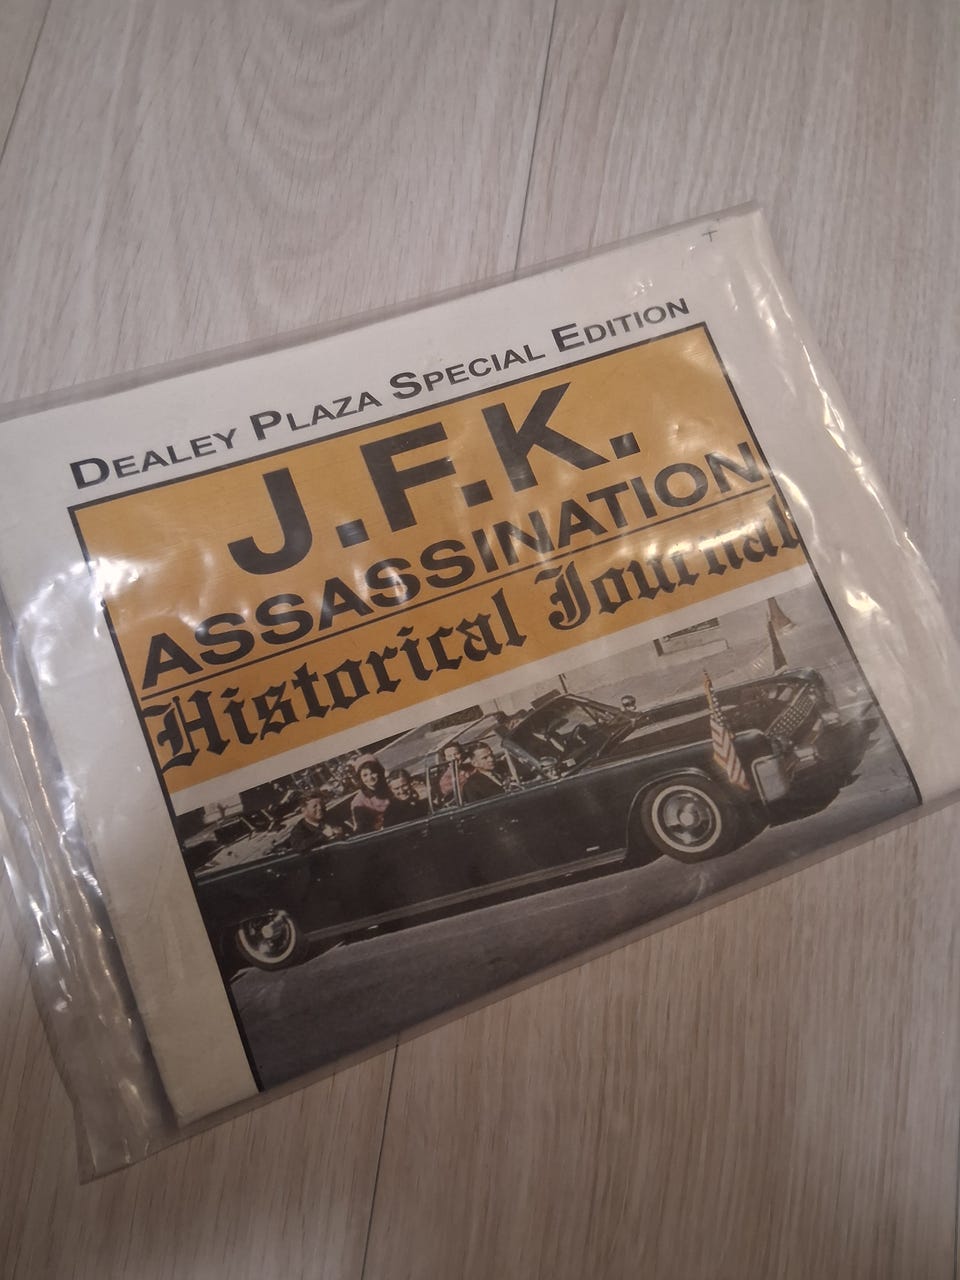 DEALEY PLAZA SPECIAL EDITION
J.F.K.
ASSASSINATION
Historical Journal